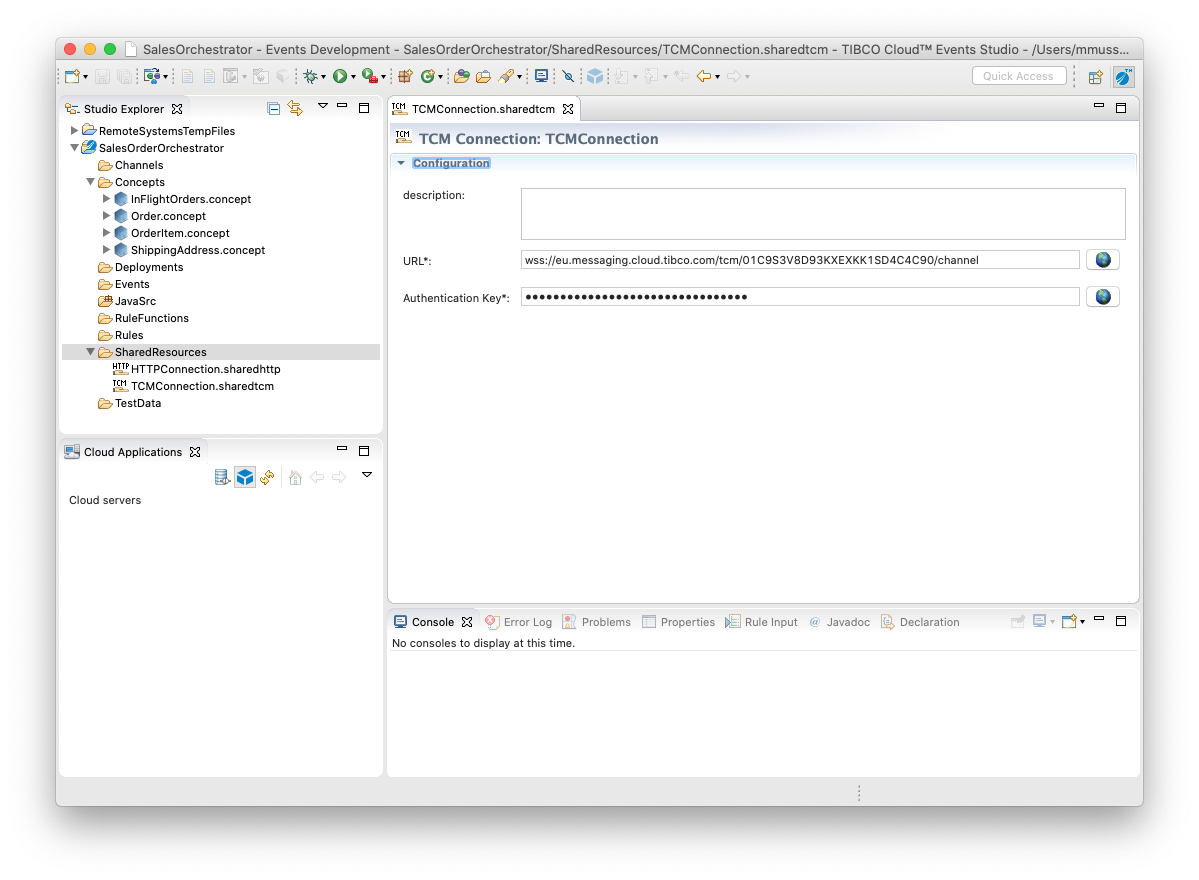 SalesOrchestrator - Events Development - SalesOrderOrchestrator/SharedResources/TCMConnection.sharedtcm - TIBCO Cloud™ Events Studio - /Users/mmuss...
Quick Access
Studio Explorer
RemoteSystemsTempFiles
SalesOrderOrchestrator
Channels
Concepts
InFlightOrders.concept
Order.concept
OrderItem.concept
ShippingAddress.concept
Deployments
Events
JavaSrc
RuleFunctions
Rules
SharedResources
HTTP HTTPConnection.sharedhttp
TCM TCMConnection.sharedtcm
TestData
Cloud Applications
Cloud servers
TCM TCMConnection.sharedtcm
TCM TCM Connection: TCMConnection
Configuration
description:
URL*: wss://eu.messaging.cloud.tibco.com/tcm/01C9S3V8D93KXEXKK1SD4C4C90/channel
Authentication Key*: ••••••••••••••••••••••••••••••••
Console Error Log Problems Properties Rule Input @ Javadoc Declaration
No consoles to display at this time.